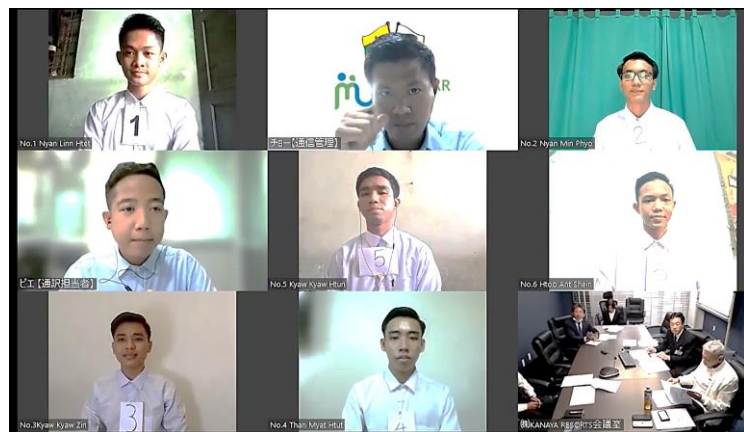 1
No.1 Nyan Linn Htet
チョー【通信管理】
No.2 Nyan Min Phyo
ピエ【通訳担当者】
5
No.5 Kyaw Kyaw Htun
No.6 Htoo Ant Shein
3
No.3Kyaw Kyaw Zin
No.4 Than Myat Htut
㈱KANAYA RESORTS会議室